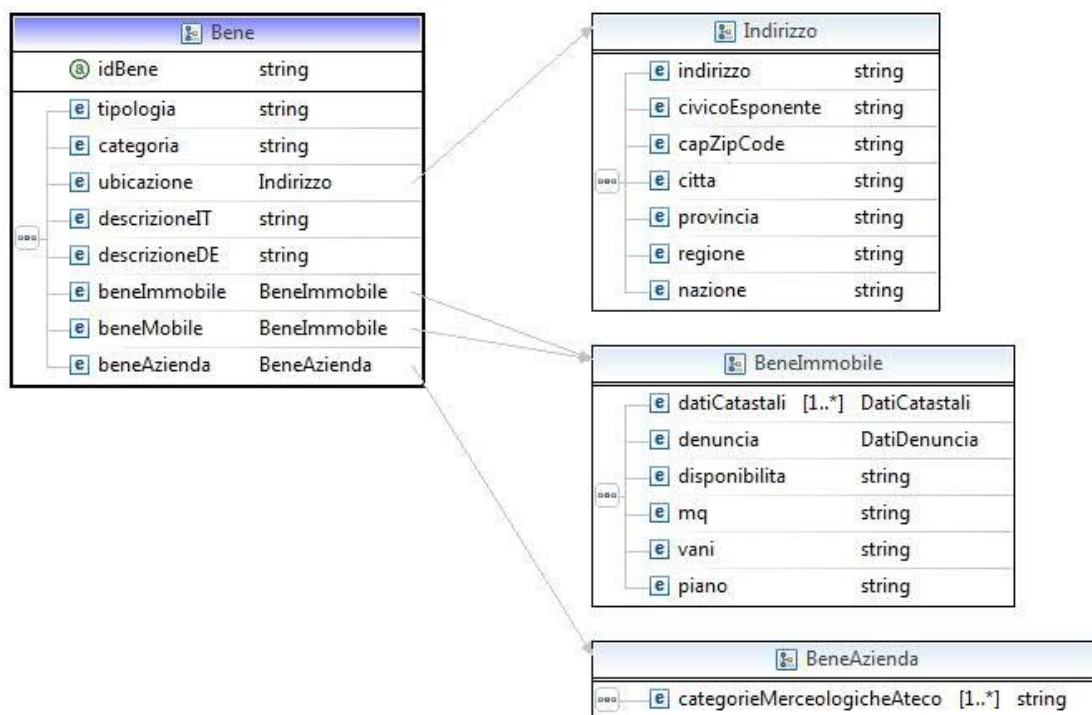 Bene
idBene string
tipologia string
categoria string
ubicazione Indirizzo
descrizioneIT string
descrizioneDE string
beneImmobile BeneImmobile
beneMobile BeneImmobile
beneAzienda BeneAzienda
Indirizzo
indirizzo string
civicoEsponente string
capZipCode string
citta string
provincia string
regione string
nazione string
BeneImmobile
datiCatastali [1..*] DatiCatastali
denuncia DatiDenuncia
disponibilita string
mq string
vani string
piano string
BeneAzienda
categorieMerceologicheAteco [1..*] string